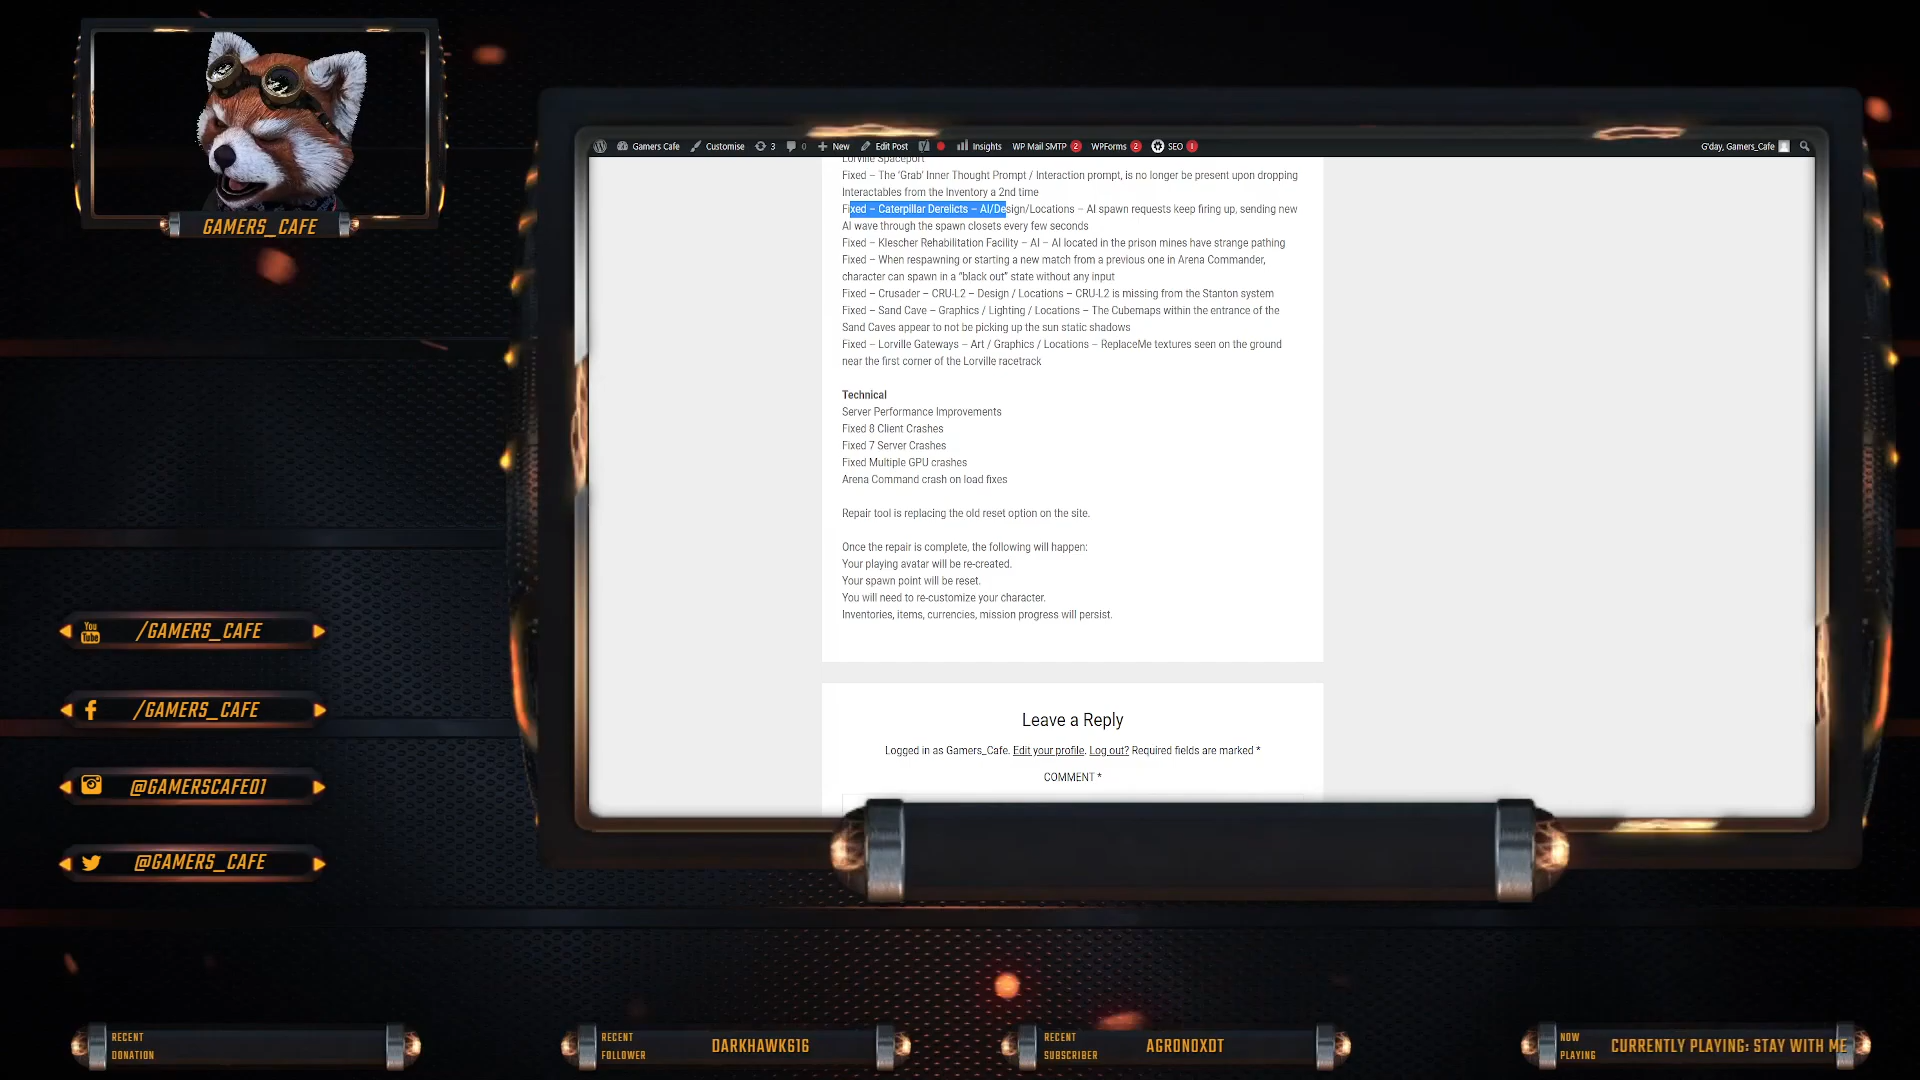 GAMERS_CAFE
Gamers Cafe Customise 3 0 New Edit Post Insights WP Mail SMTP 2 WPForms 2 SEO 1 G'day, Gamers_Cafe
Lorville Spaceport
Fixed – The 'Grab' Inner Thought Prompt / Interaction prompt, is no longer be present upon dropping
Interactables from the Inventory a 2nd time
Fixed – Caterpillar Derelicts – AI/Design/Locations – AI spawn requests keep firing up, sending new
AI wave through the spawn closets every few seconds
Fixed – Klescher Rehabilitation Facility – AI – AI located in the prison mines have strange pathing
Fixed – When respawning or starting a new match from a previous one in Arena Commander,
character can spawn in a “black out” state without any input
Fixed – Crusader – CRU-L2 – Design / Locations – CRU-L2 is missing from the Stanton system
Fixed – Sand Cave – Graphics / Lighting / Locations – The Cubemaps within the entrance of the
Sand Caves appear to not be picking up the sun static shadows
Fixed – Lorville Gateways – Art / Graphics / Locations – ReplaceMe textures seen on the ground
near the first corner of the Lorville racetrack
Technical
Server Performance Improvements
Fixed 8 Client Crashes
Fixed 7 Server Crashes
Fixed Multiple GPU crashes
Arena Command crash on load fixes
Repair tool is replacing the old reset option on the site.
Once the repair is complete, the following will happen:
Your playing avatar will be re-created.
Your spawn point will be reset.
You will need to re-customize your character.
Inventories, items, currencies, mission progress will persist.
Leave a Reply
Logged in as Gamers_Cafe. Edit your profile. Log out? Required fields are marked *
COMMENT *
You Tube /GAMERS_CAFE
/GAMERS_CAFE
@GAMERSCAFE01
@GAMERS_CAFE
RECENT
DONATION
RECENT
FOLLOWER
DARKHAWK616
RECENT
SUBSCRIBER
AGRONOXDT
NOW
PLAYING
CURRENTLY PLAYING: STAY WITH ME